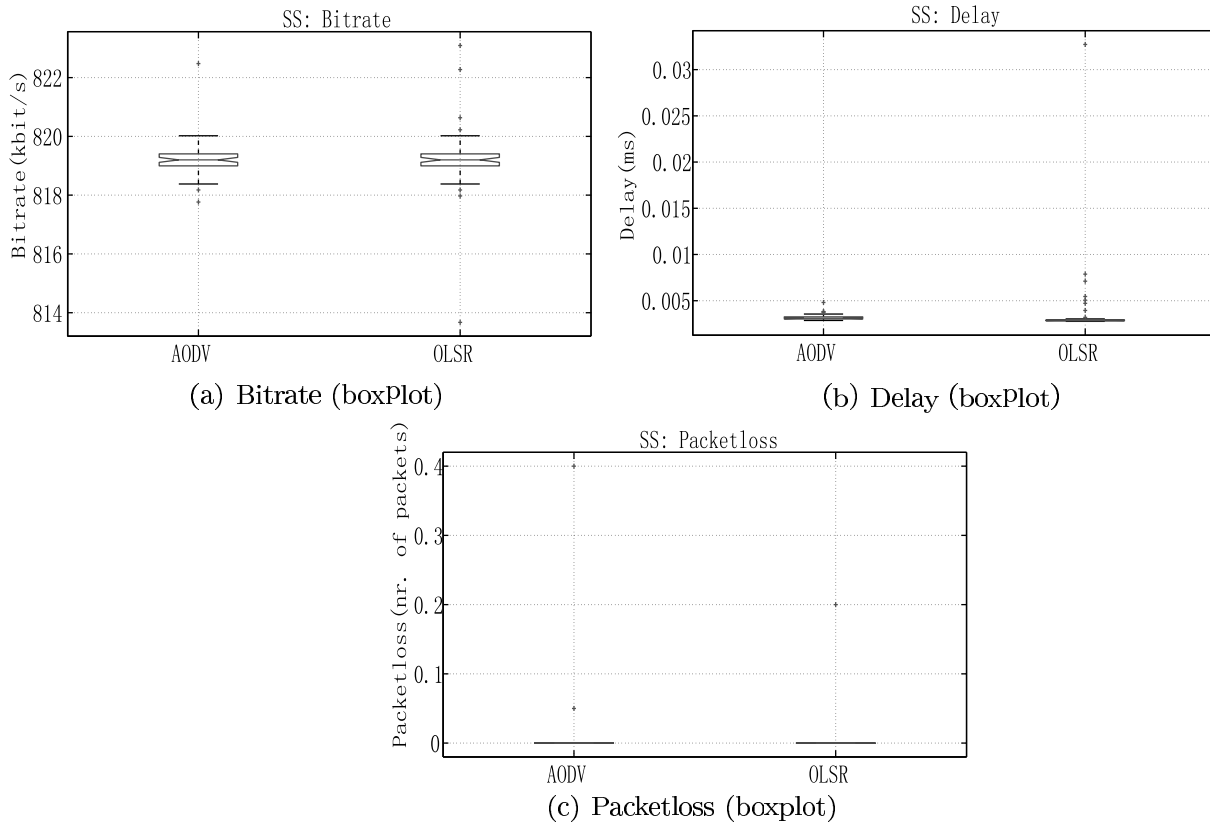 SS: Bitrate
Bitrate(kbit/s)
822
820
818
816
814
AODV OLSR
(a) Bitrate (boxplot)
SS: Delay
Delay(ms)
0.03
0.025
0.02
0.015
0.01
0.005
AODV OLSR
(b) Delay (boxplot)
SS: Packetloss
Packetloss(nr. of packets)
0.4
0.3
0.2
0.1
0
AODV OLSR
(c) Packetloss (boxplot)